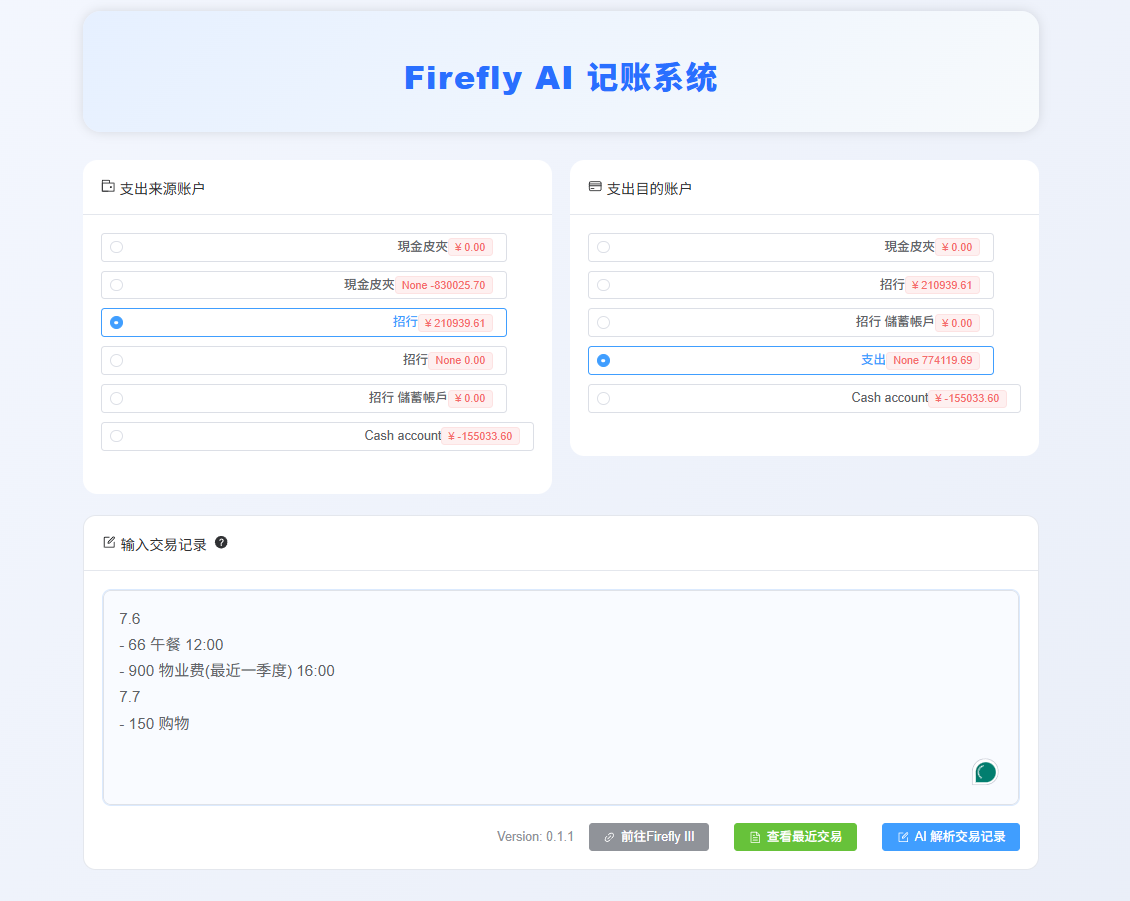 Firefly AI 记账系统
支出来源账户
現金皮夾 ¥ 0.00
現金皮夾 None -830025.70
招行 ¥ 210939.61
招行 None 0.00
招行 儲蓄帳戶 ¥ 0.00
Cash account ¥ -155033.60
支出目的账户
現金皮夾 ¥ 0.00
招行 ¥ 210939.61
招行 儲蓄帳戶 ¥ 0.00
支出 None 774119.69
Cash account ¥ -155033.60
输入交易记录 ?
7.6
- 66 午餐 12:00
- 900 物业费(最近一季度) 16:00
7.7
- 150 购物
Version: 0.1.1 前往Firefly III 查看最近交易 AI 解析交易记录